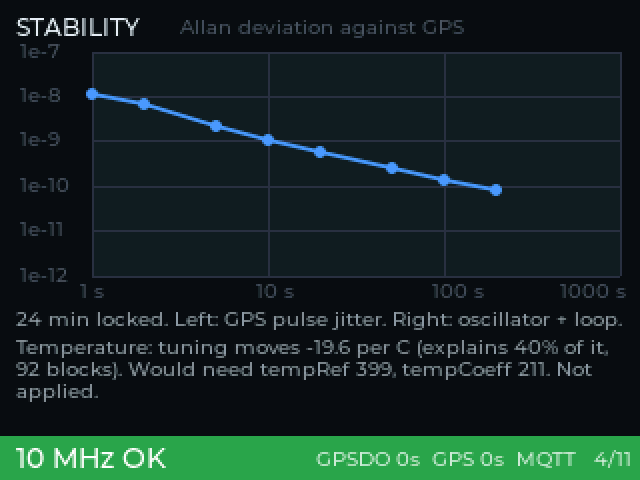 STABILITY Allan deviation against GPS
1e-7
1e-8
1e-9
1e-10
1e-11
1e-12
1 s 10 s 100 s 1000 s
24 min locked. Left: GPS pulse jitter. Right: oscillator + loop.
Temperature: tuning moves -19.6 per C (explains 40% of it,
92 blocks). Would need tempRef 399, tempCoeff 211. Not
applied.
10 MHz OK GPSDO 0s GPS 0s MQTT 4/11